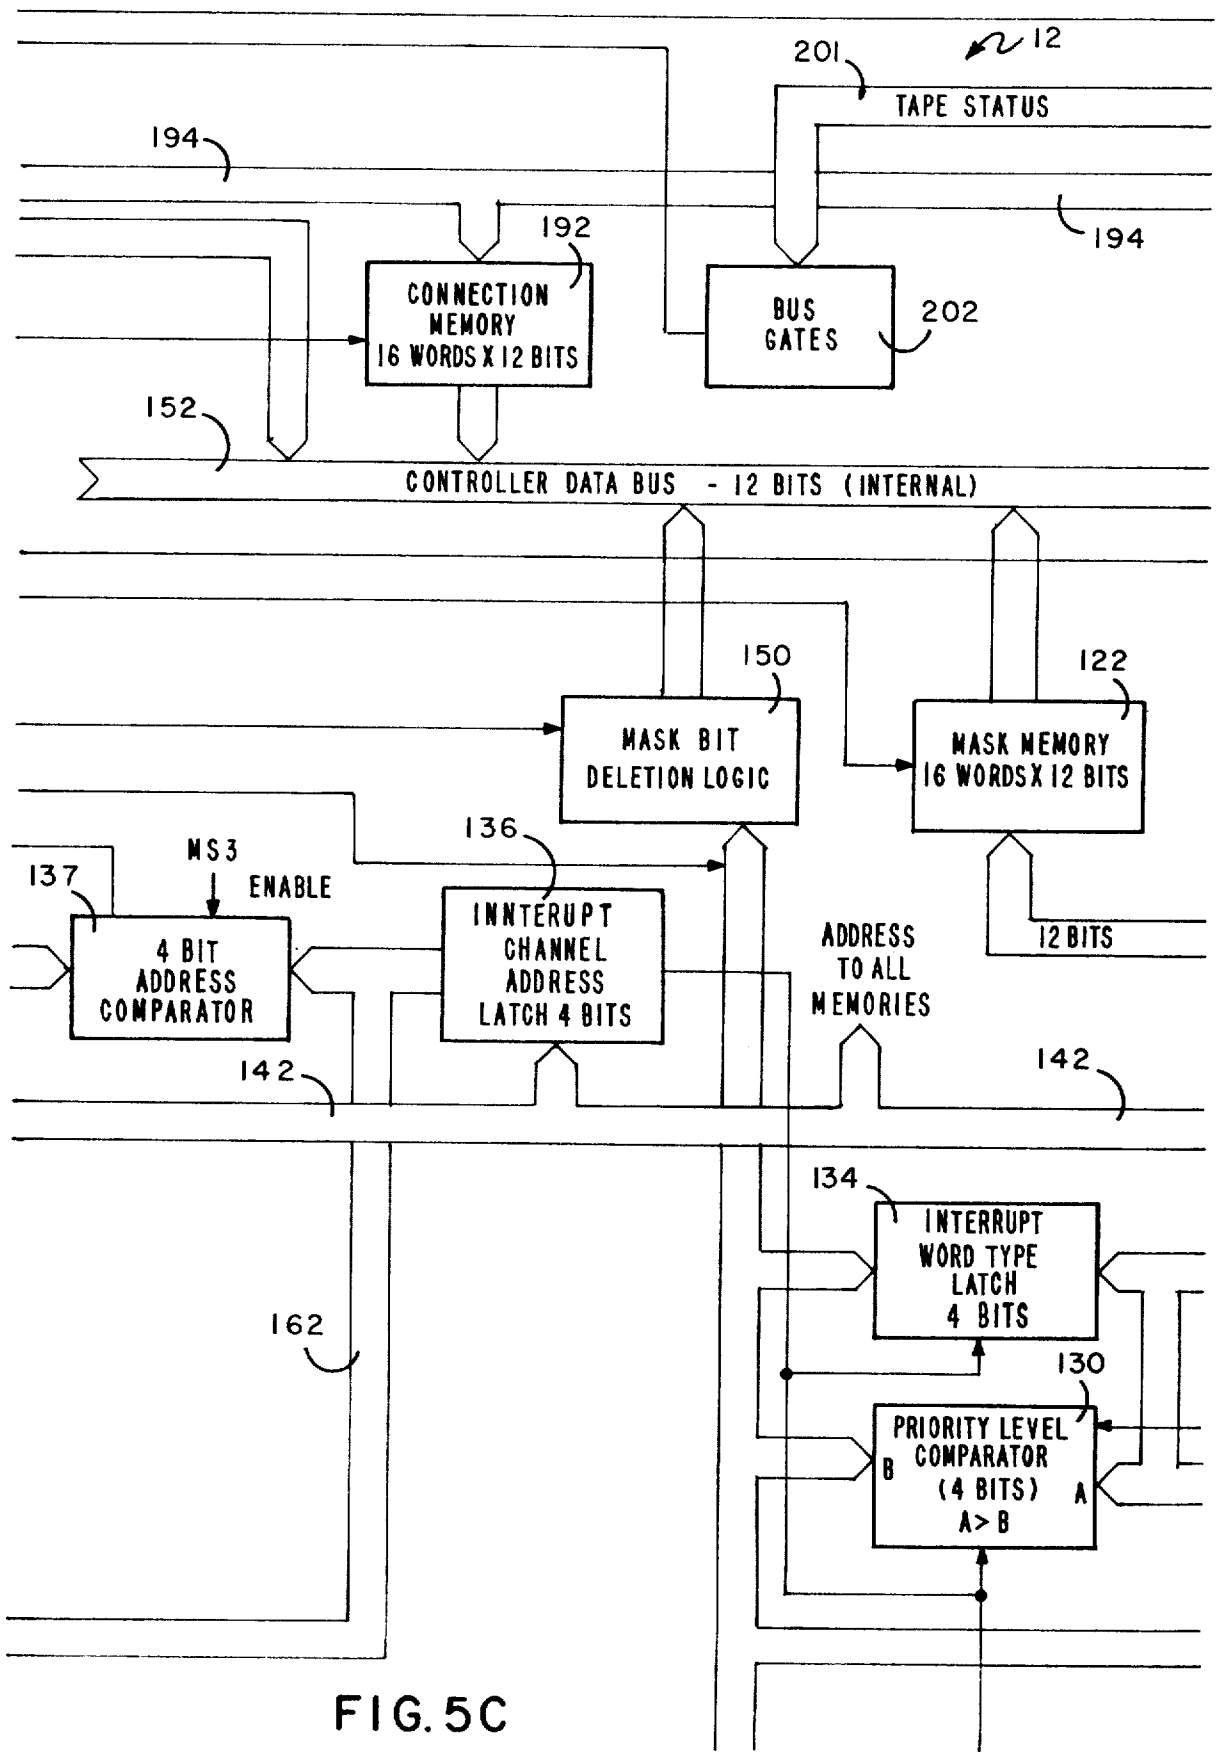 12
201
TAPE STATUS
194
192
194
CONNECTION
MEMORY
16 WORDS X 12 BITS
BUS
GATES
202
152
CONTROLLER DATA BUS - 12 BITS (INTERNAL)
150
122
MASK BIT
DELETION LOGIC
MASK MEMORY
16 WORDS X 12 BITS
136
MS3
137
ENABLE
4 BIT
ADDRESS
COMPARATOR
INNTERUPT
CHANNEL
ADDRESS
LATCH 4 BITS
ADDRESS
TO ALL
MEMORIES
12 BITS
142
142
134
INTERRUPT
WORD TYPE
LATCH
4 BITS
162
130
PRIORITY LEVEL
COMPARATOR
(4 BITS)
A > B
B
A
FIG. 5C